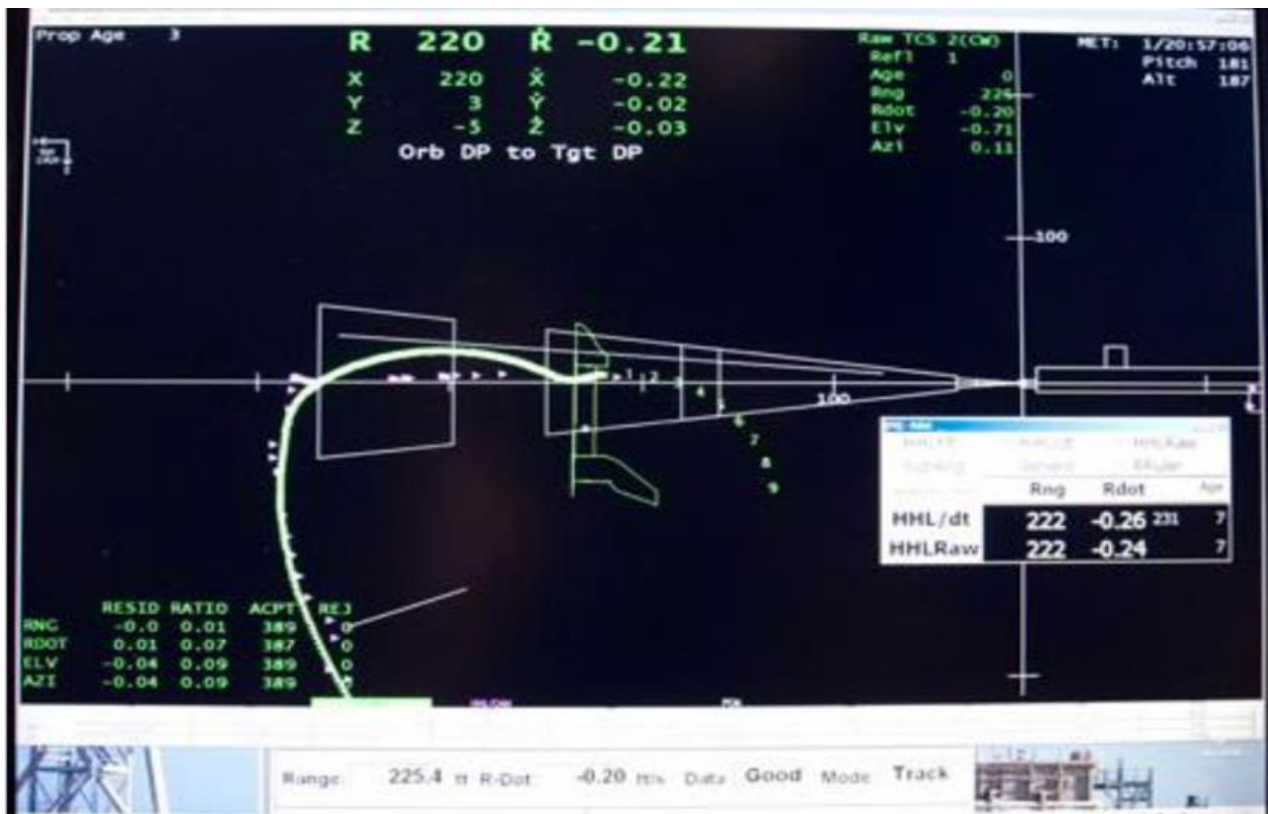 Prop Age 3
R 220 Ṙ -0.21
X 220 Ẋ -0.22
Y 3 Ẏ -0.02
Z -5 Ż -0.03
Orb DP to Tgt DP
Raw TCS 2(CW)
Refl 1
Age 0
Rng 225
Rdot -0.20
Elv -0.71
Azi 0.11
MET: 1/20:57:06
Pitch 181
Alt 187
100
1 2 3 4 5 6 7 8 9
100
Rng Rdot Age
HHL/dt 222 -0.26 231 7
HHLRaw 222 -0.24 7
RESID RATIO ACPT REJ
RNG -0.0 0.01 389 0
RDOT 0.01 0.07 387 0
ELV -0.04 0.09 389 0
AZI -0.04 0.09 389
Range 225.4 ft R-Dot -0.20 ft/s Data Good Mode Track